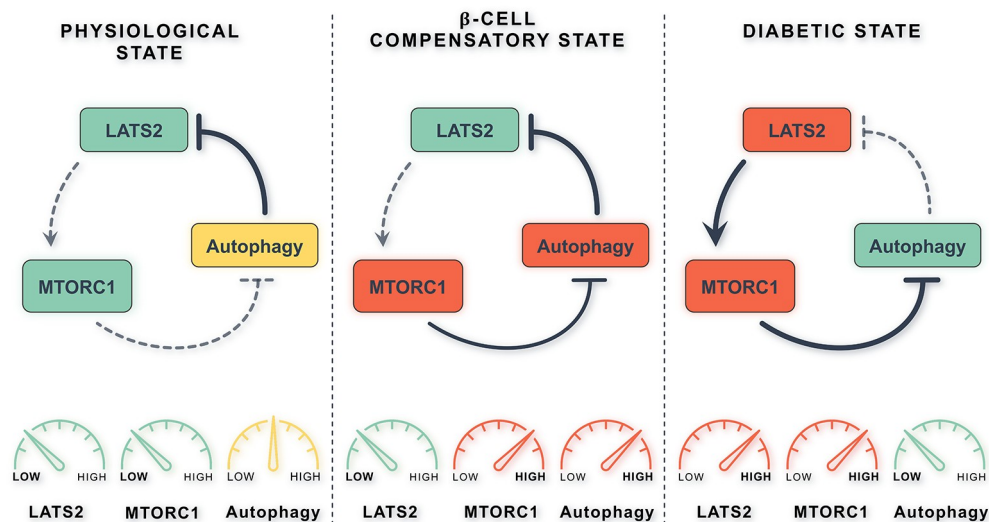 PHYSIOLOGICAL
STATE
LATS2
Autophagy
MTORC1
LOW
HIGH
LATS2
LOW
HIGH
MTORC1
LOW
HIGH
Autophagy
β-CELL
COMPENSATORY STATE
LATS2
Autophagy
MTORC1
LOW
HIGH
LATS2
LOW
HIGH
MTORC1
LOW
HIGH
Autophagy
DIABETIC STATE
LATS2
Autophagy
MTORC1
LOW
HIGH
LATS2
LOW
HIGH
MTORC1
LOW
HIGH
Autophagy